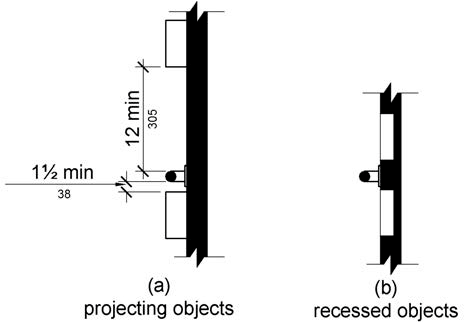 12 min
305
1½ min
38
(a)
projecting objects
(b)
recessed objects